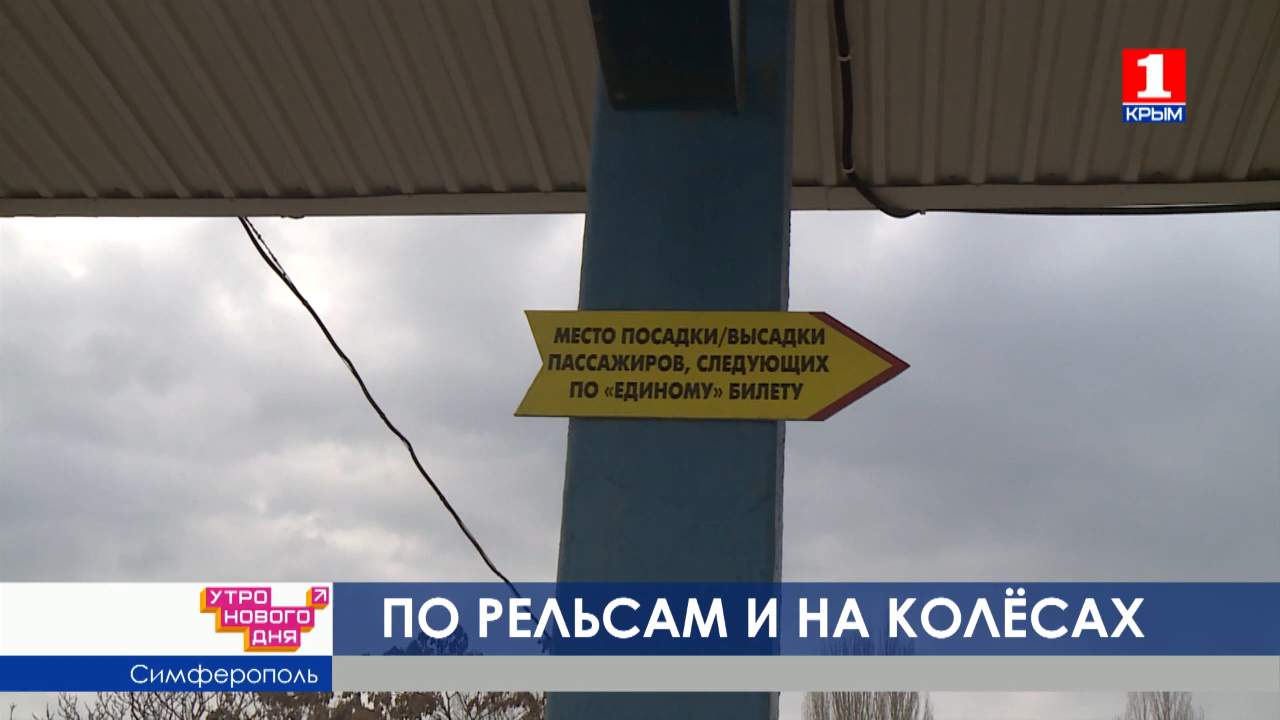 1
КРЫМ
МЕСТО ПОСАДКИ/ВЫСАДКИ
ПАССАЖИРОВ, СЛЕДУЮЩИХ
ПО «ЕДИНОМУ» БИЛЕТУ
УТРО
НОВОГО
ДНЯ
ПО РЕЛЬСАМ И НА КОЛЁСАХ
Симферополь